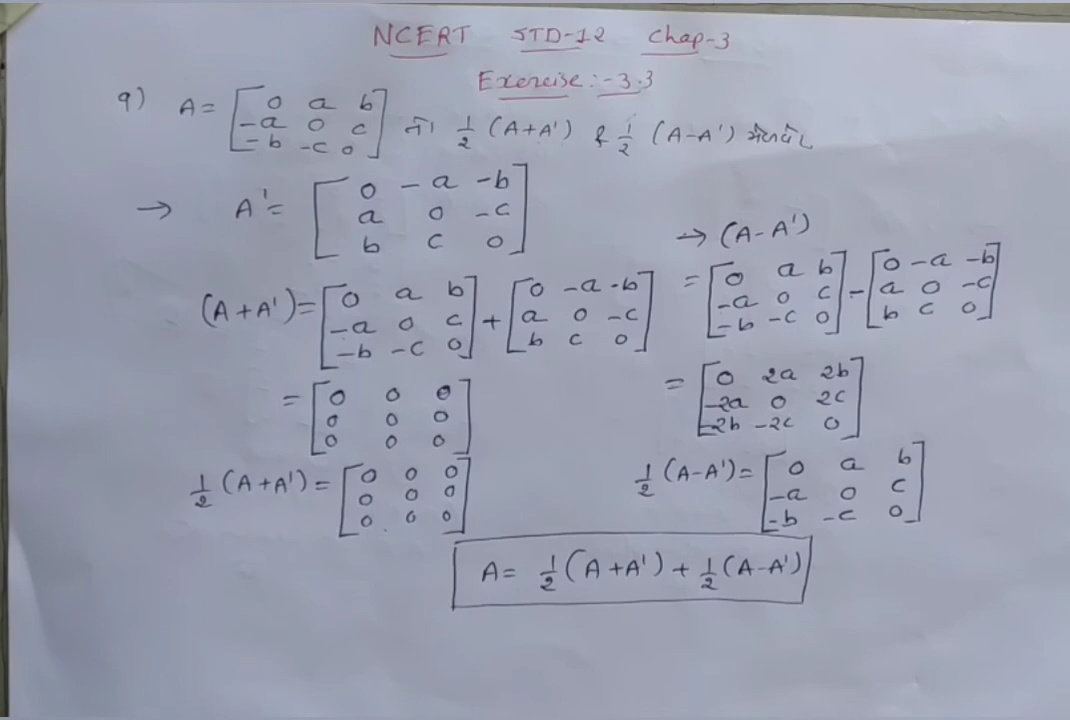 NCERT STD-12 Chap-3
Exercise:-3.3
9) A = [0 a b
-a 0 c
-b -c 0] તો 1/2 (A+A') & 1/2 (A-A') મેળવો
→ A' = [0 -a -b
a 0 -c
b c 0]
(A+A') = [0 a b
-a 0 c
-b -c 0] + [0 -a -b
a 0 -c
b c 0]
= [0 0 0
0 0 0
0 0 0]
1/2 (A+A') = [0 0 0
0 0 0
0 0 0]
→ (A-A')
= [0 a b
-a 0 c
-b -c 0] - [0 -a -b
a 0 -c
b c 0]
= [0 2a 2b
-2a 0 2c
-2b -2c 0]
1/2 (A-A') = [0 a b
-a 0 c
-b -c 0]
A = 1/2 (A+A') + 1/2 (A-A')